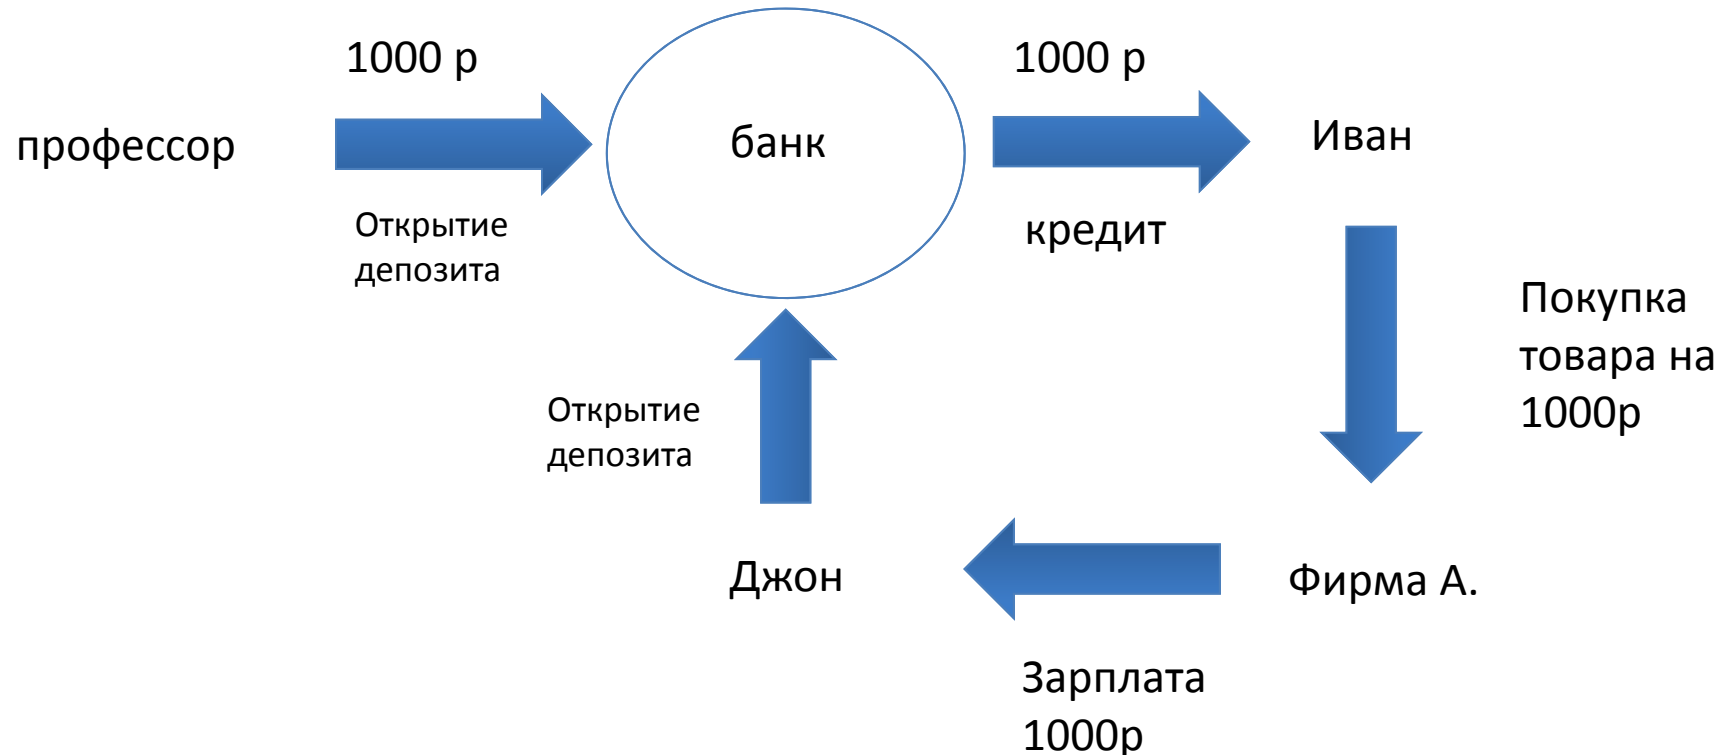 1000 р
1000 р
профессор
банк
Иван
Открытие
депозита
кредит
Покупка
товара на
1000р
Открытие
депозита
Джон
Фирма А.
Зарплата
1000р